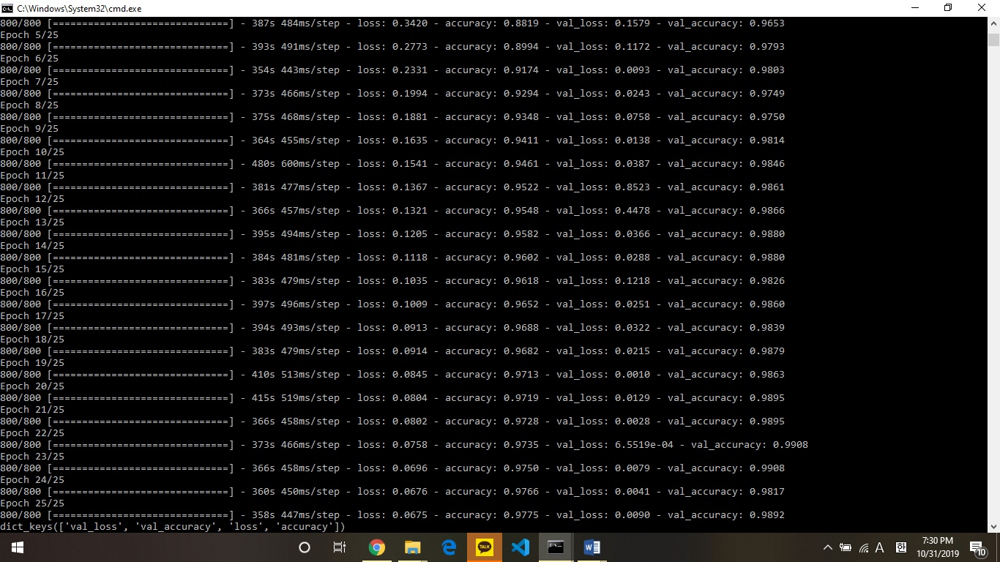 C:\Windows\System32\cmd.exe
800/800 [==============================] - 387s 484ms/step - loss: 0.3420 - accuracy: 0.8819 - val_loss: 0.1579 - val_accuracy: 0.9653
Epoch 5/25
800/800 [==============================] - 393s 491ms/step - loss: 0.2773 - accuracy: 0.8994 - val_loss: 0.1172 - val_accuracy: 0.9793
Epoch 6/25
800/800 [==============================] - 354s 443ms/step - loss: 0.2331 - accuracy: 0.9174 - val_loss: 0.0093 - val_accuracy: 0.9803
Epoch 7/25
800/800 [==============================] - 373s 466ms/step - loss: 0.1994 - accuracy: 0.9294 - val_loss: 0.0243 - val_accuracy: 0.9749
Epoch 8/25
800/800 [==============================] - 375s 468ms/step - loss: 0.1881 - accuracy: 0.9348 - val_loss: 0.0758 - val_accuracy: 0.9750
Epoch 9/25
800/800 [==============================] - 364s 455ms/step - loss: 0.1635 - accuracy: 0.9411 - val_loss: 0.0138 - val_accuracy: 0.9814
Epoch 10/25
800/800 [==============================] - 480s 600ms/step - loss: 0.1541 - accuracy: 0.9461 - val_loss: 0.0387 - val_accuracy: 0.9846
Epoch 11/25
800/800 [==============================] - 381s 477ms/step - loss: 0.1367 - accuracy: 0.9522 - val_loss: 0.8523 - val_accuracy: 0.9861
Epoch 12/25
800/800 [==============================] - 366s 457ms/step - loss: 0.1321 - accuracy: 0.9548 - val_loss: 0.4478 - val_accuracy: 0.9866
Epoch 13/25
800/800 [==============================] - 395s 494ms/step - loss: 0.1205 - accuracy: 0.9582 - val_loss: 0.0366 - val_accuracy: 0.9880
Epoch 14/25
800/800 [==============================] - 384s 481ms/step - loss: 0.1118 - accuracy: 0.9602 - val_loss: 0.0288 - val_accuracy: 0.9880
Epoch 15/25
800/800 [==============================] - 383s 479ms/step - loss: 0.1035 - accuracy: 0.9618 - val_loss: 0.1218 - val_accuracy: 0.9826
Epoch 16/25
800/800 [==============================] - 397s 496ms/step - loss: 0.1009 - accuracy: 0.9652 - val_loss: 0.0251 - val_accuracy: 0.9860
Epoch 17/25
800/800 [==============================] - 394s 493ms/step - loss: 0.0913 - accuracy: 0.9688 - val_loss: 0.0322 - val_accuracy: 0.9839
Epoch 18/25
800/800 [==============================] - 383s 479ms/step - loss: 0.0914 - accuracy: 0.9682 - val_loss: 0.0215 - val_accuracy: 0.9879
Epoch 19/25
800/800 [==============================] - 410s 513ms/step - loss: 0.0845 - accuracy: 0.9713 - val_loss: 0.0010 - val_accuracy: 0.9863
Epoch 20/25
800/800 [==============================] - 415s 519ms/step - loss: 0.0804 - accuracy: 0.9719 - val_loss: 0.0129 - val_accuracy: 0.9895
Epoch 21/25
800/800 [==============================] - 366s 458ms/step - loss: 0.0802 - accuracy: 0.9728 - val_loss: 0.0028 - val_accuracy: 0.9895
Epoch 22/25
800/800 [==============================] - 373s 466ms/step - loss: 0.0758 - accuracy: 0.9735 - val_loss: 6.5519e-04 - val_accuracy: 0.9908
Epoch 23/25
800/800 [==============================] - 366s 458ms/step - loss: 0.0696 - accuracy: 0.9750 - val_loss: 0.0079 - val_accuracy: 0.9908
Epoch 24/25
800/800 [==============================] - 360s 450ms/step - loss: 0.0676 - accuracy: 0.9766 - val_loss: 0.0041 - val_accuracy: 0.9817
Epoch 25/25
800/800 [==============================] - 358s 447ms/step - loss: 0.0675 - accuracy: 0.9775 - val_loss: 0.0090 - val_accuracy: 0.9892
dict_keys(['val_loss', 'val_accuracy', 'loss', 'accuracy'])
TALK
A
7:30 PM
10/31/2019
10